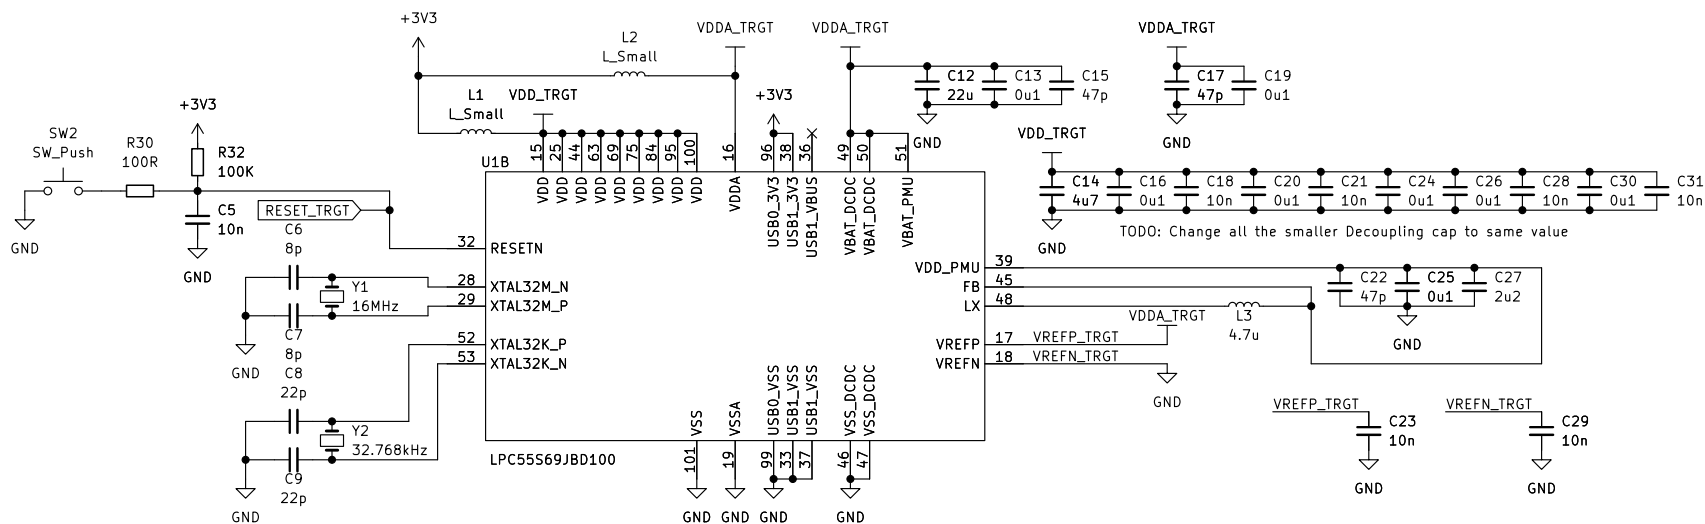 +3V3
L2
L_Small
VDDA_TRGT
VDDA_TRGT
VDDA_TRGT
C12
22u
C13
0u1
C15
47p
GND
C17
47p
C19
0u1
GND
L1
L_Small
VDD_TRGT
+3V3
+3V3
SW2
SW_Push
R30
100R
R32
100K
GND
C5
10n
GND
RESET_TRGT
U1B
15
25
44
63
69
75
84
95
100
16
96
38
36
49
50
51
VDD
VDD
VDD
VDD
VDD
VDD
VDD
VDD
VDD
VDDA
USB0_3V3
USB1_3V3
USB1_VBUS
VBAT_DCDC
VBAT_DCDC
VBAT_PMU
VDD_TRGT
C14
4u7
C16
0u1
C18
10n
C20
0u1
C21
10n
C24
0u1
C26
0u1
C28
10n
C30
0u1
C31
10n
GND
TODO: Change all the smaller Decoupling cap to same value
32
RESETN
C6
8p
28
XTAL32M_N
29
XTAL32M_P
Y1
16MHz
C7
8p
GND
52
XTAL32K_P
53
XTAL32K_N
C8
22p
Y2
32.768kHz
C9
22p
GND
VDD_PMU
39
FB
45
LX
48
VREFP
17
VREFP_TRGT
VREFN
18
VREFN_TRGT
VDDA_TRGT
GND
L3
4.7u
C22
47p
C25
0u1
C27
2u2
GND
VREFP_TRGT
C23
10n
GND
VREFN_TRGT
C29
10n
GND
VSS
VSSA
USB0_VSS
USB1_VSS
USB1_VSS
VSS_DCDC
VSS_DCDC
LPC55S69JBD100
101
19
99
33
37
46
47
GND
GND
GND
GND